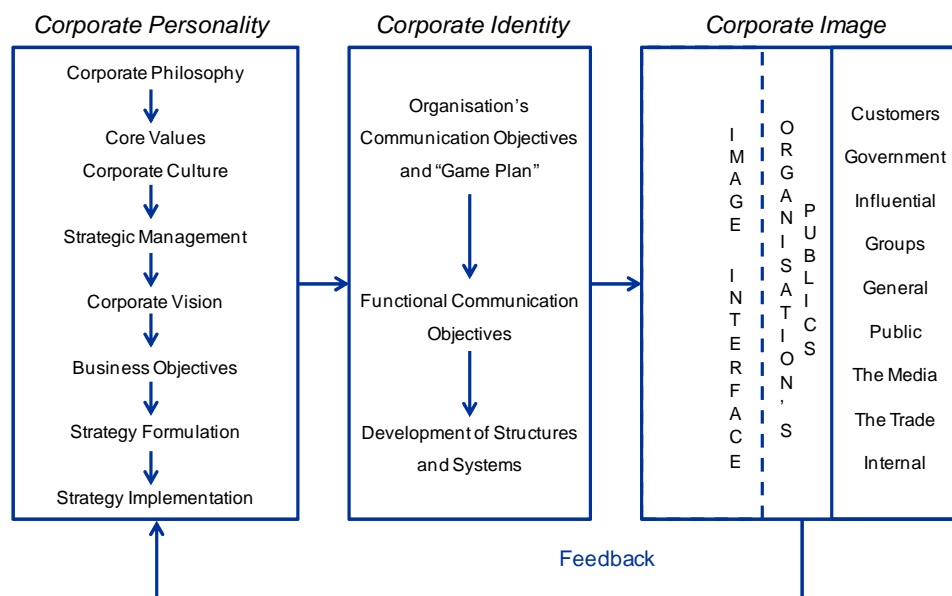 Corporate Personality
Corporate Philosophy
Core Values
Corporate Culture
Strategic Management
Corporate Vision
Business Objectives
Strategy Formulation
Strategy Implementation
Corporate Identity
Organisation’s
Communication Objectives
and “Game Plan”
Functional Communication
Objectives
Development of Structures
and Systems
Corporate Image
IMAGE INTERFACE
ORGANISATION’S
PUBLICS
Customers
Government
Influential
Groups
General
Public
The Media
The Trade
Internal
Feedback